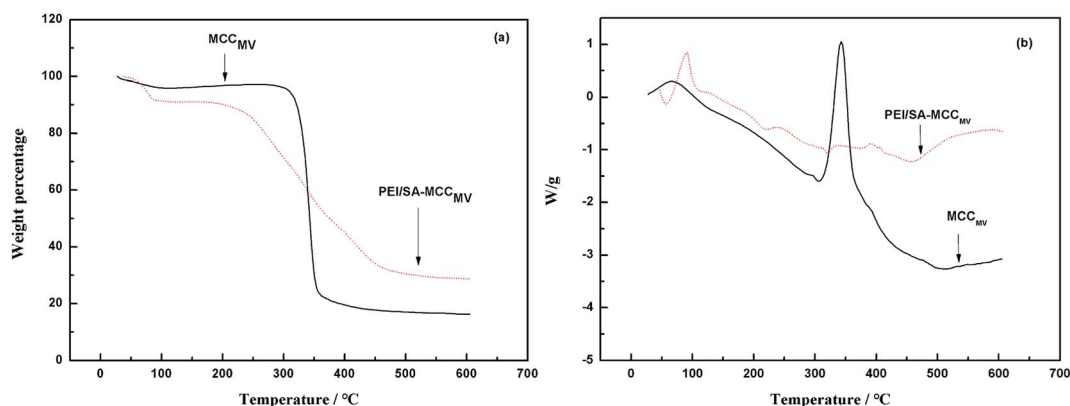 120
100
80
60
40
20
0
Weight percentage
0 100 200 300 400 500 600 700
Temperature / °C
(a)
MCC_MV
PEI/SA-MCC_MV
1
0
-1
-2
-3
-4
-5
W/g
0 100 200 300 400 500 600 700
Temperature / °C
(b)
PEI/SA-MCC_MV
MCC_MV